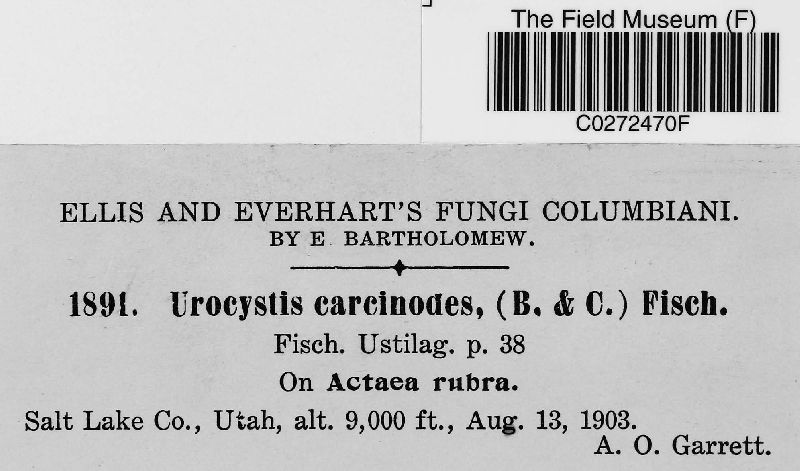 The Field Museum (F)
C0272470F
ELLIS AND EVERHART'S FUNGI COLUMBIANI.
BY E. BARTHOLOMEW.
1891. Urocystis carcinodes, (B. & C.) Fisch.
Fisch. Ustilag. p. 38
On Actaea rubra.
Salt Lake Co., Utah, alt. 9,000 ft., Aug. 13, 1903.
A. O. Garrett.